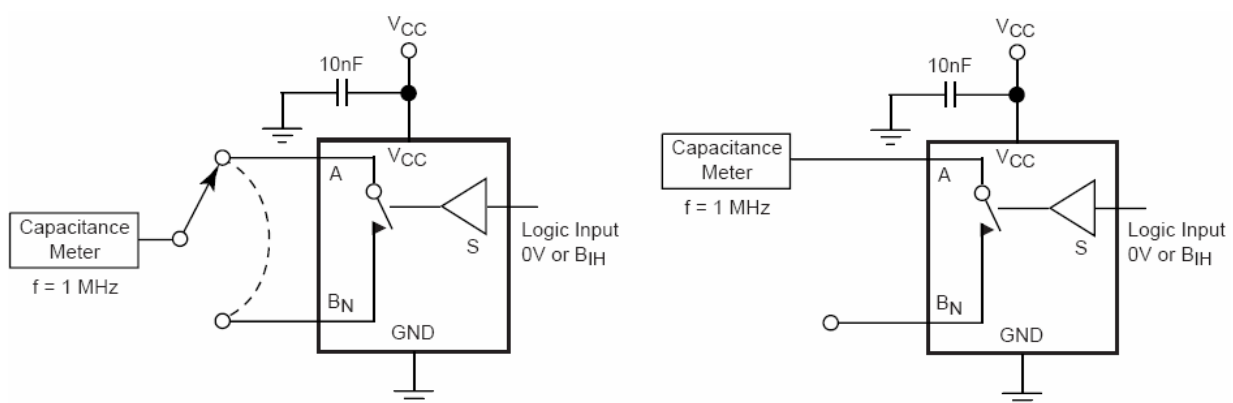 VCC
10nF
VCC
A
Capacitance
Meter
f = 1 MHz
S
Logic Input
0V or BIH
BN
GND
VCC
10nF
Capacitance
Meter
f = 1 MHz
VCC
A
S
Logic Input
0V or BIH
BN
GND